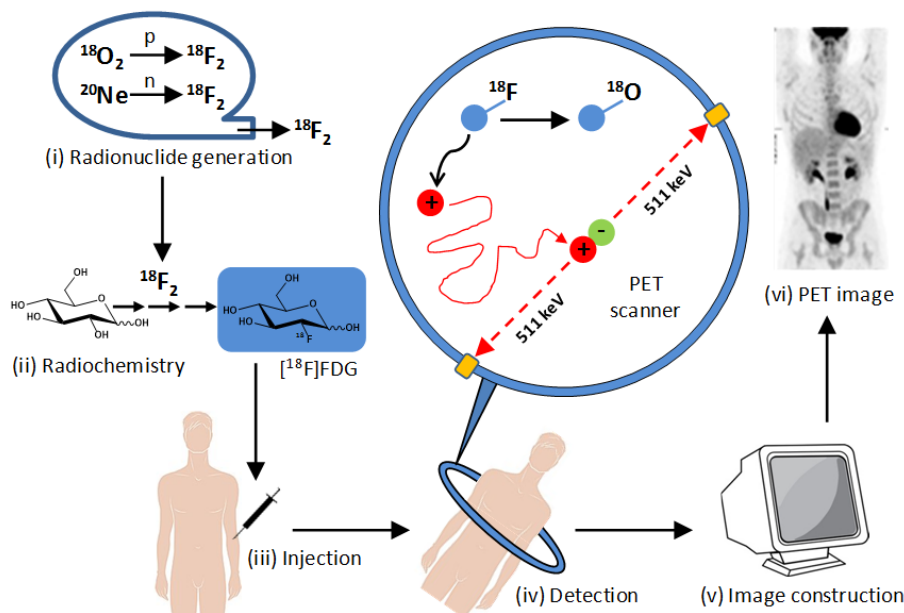 ¹⁸O₂ p ¹⁸F₂
²⁰Ne n ¹⁸F₂
¹⁸F₂
(i) Radionuclide generation
¹⁸F ¹⁸O
+
511 keV
-
+
511 keV
PET
scanner
(vi) PET image
¹⁸F₂
OH
HO
O
HO
OH
OH
(ii) Radiochemistry
OH
HO
O
HO
OH
¹⁸F
[¹⁸F]FDG
(iii) Injection
(iv) Detection
(v) Image construction